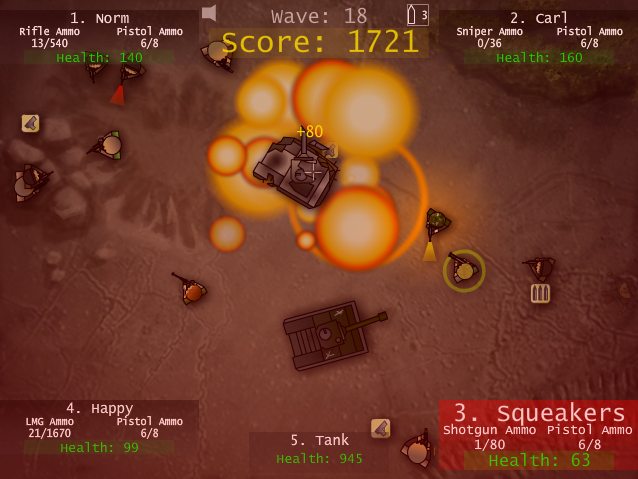 1. Norm
Rifle Ammo Pistol Ammo
13/540 6/8
Health: 140
Wave: 18
3
Score: 1721
2. Carl
Sniper Ammo Pistol Ammo
0/36 6/8
Health: 160
+80
4. Happy
LMG Ammo Pistol Ammo
21/1670 6/8
Health: 99
5. Tank
Health: 945
3. Squeakers
Shotgun Ammo Pistol Ammo
1/80 6/8
Health: 63